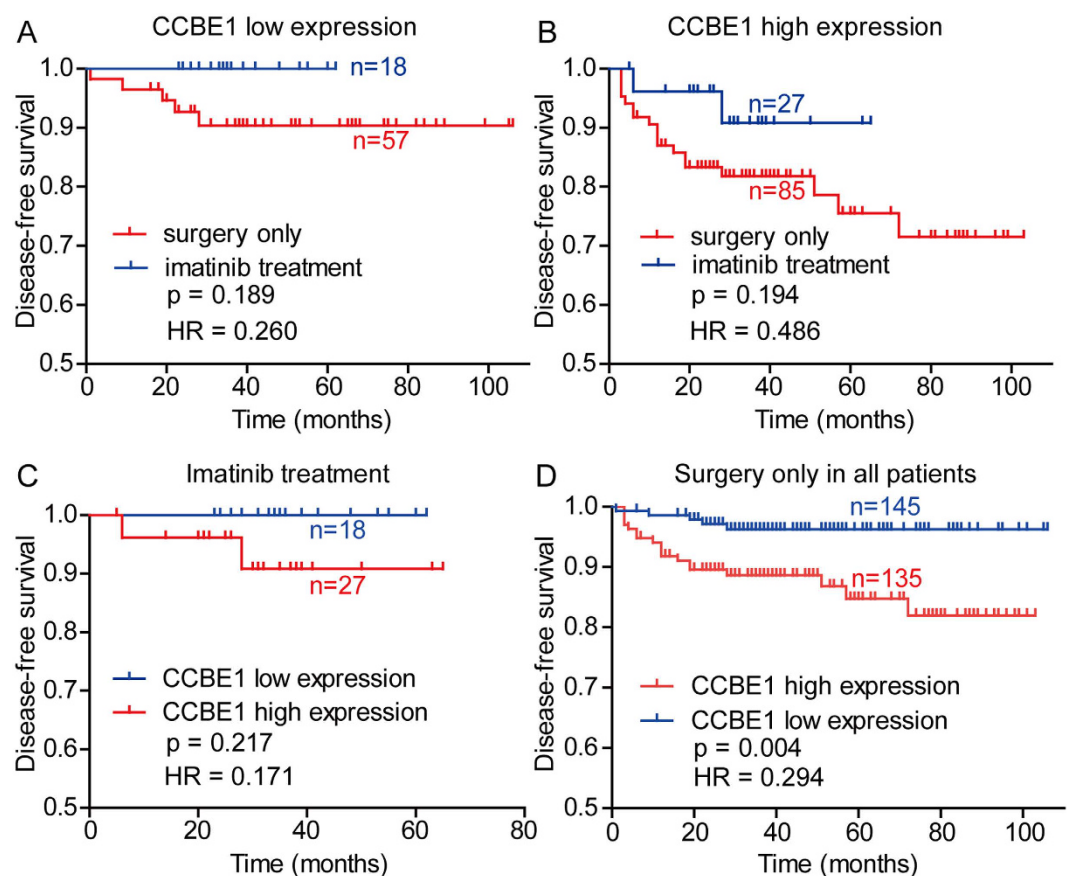 A
CCBE1 low expression
Disease-free survival
1.0
0.9
0.8
0.7
0.6
0.5
n=18
n=57
surgery only
imatinib treatment
p = 0.189
HR = 0.260
0 20 40 60 80 100
Time (months)
B
CCBE1 high expression
Disease-free survival
1.0
0.9
0.8
0.7
0.6
0.5
n=27
n=85
surgery only
imatinib treatment
p = 0.194
HR = 0.486
0 20 40 60 80 100
Time (months)
C
Imatinib treatment
Disease-free survival
1.0
0.9
0.8
0.7
0.6
0.5
n=18
n=27
CCBE1 low expression
CCBE1 high expression
p = 0.217
HR = 0.171
0 20 40 60 80
Time (months)
D
Surgery only in all patients
Disease-free survival
1.0
0.9
0.8
0.7
0.6
0.5
n=145
n=135
CCBE1 high expression
CCBE1 low expression
p = 0.004
HR = 0.294
0 20 40 60 80 100
Time (months)